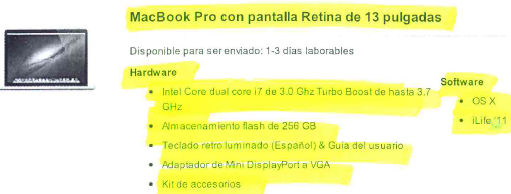 MacBook Pro con pantalla Retina de 13 pulgadas
Disponible para ser enviado: 1-3 días laborables
Hardware
• Intel Core dual core i7 de 3.0 Ghz Turbo Boost de hasta 3.7
GHz
• Almacenamiento flash de 256 GB
• Teclado retro iluminado (Español) & Guia del usuario
• Adaptador de Mini DisplayPort a VGA
• Kit de accesorios
Software
• OS X
• iLife '11